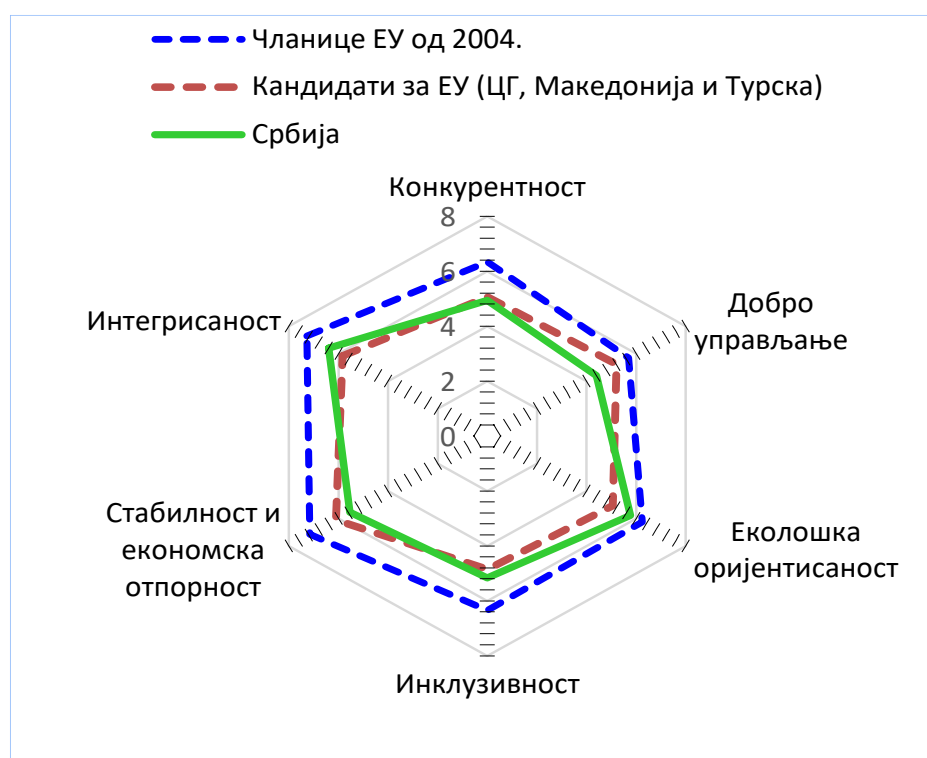 Чланице ЕУ од 2004.
Кандидати за ЕУ (ЦГ, Македонија и Турска)
Србија
Конкурентност
8
6
4
2
0
Добро
управљање
Еколошка
оријентисаност
Инклузивност
Стабилност и
економска
отпорност
Интегрисаност